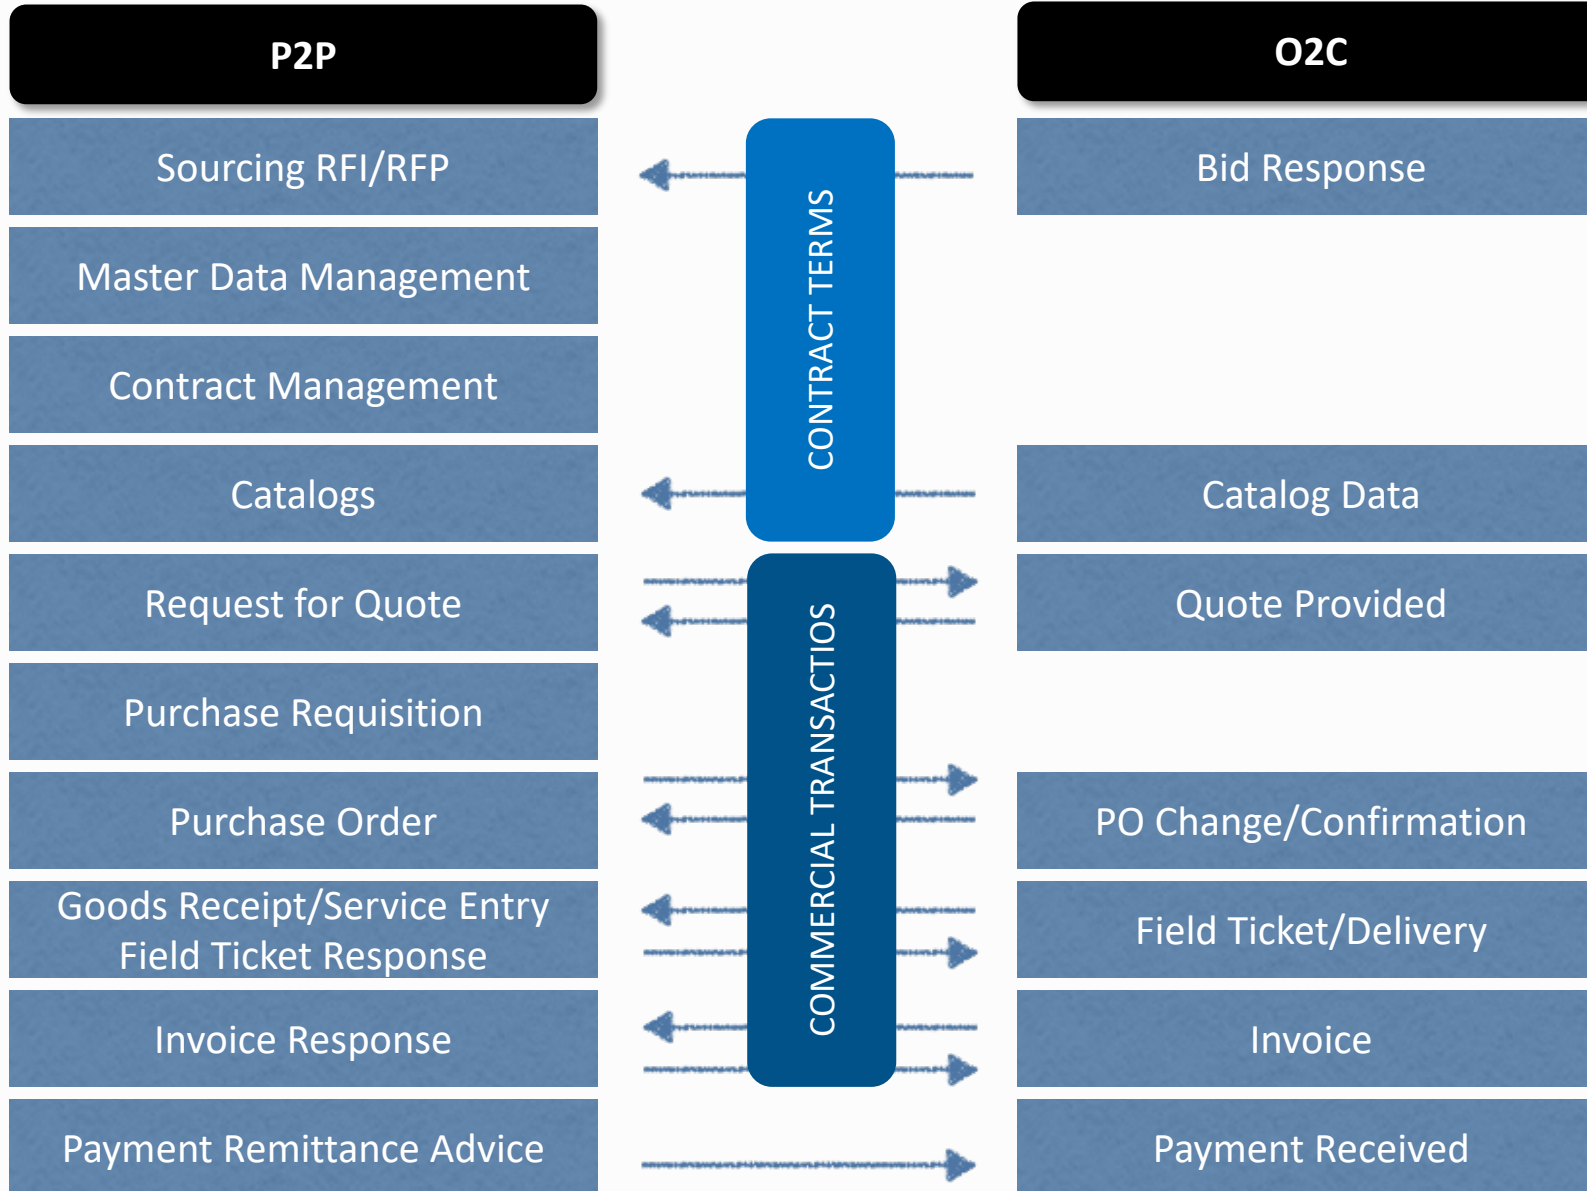 P2P
O2C
Sourcing RFI/RFP
Bid Response
Master Data Management
Contract Management
CONTRACT TERMS
Catalogs
Catalog Data
Request for Quote
Quote Provided
Purchase Requisition
COMMERCIAL TRANSACTIOS
Purchase Order
PO Change/Confirmation
Goods Receipt/Service Entry
Field Ticket Response
Field Ticket/Delivery
Invoice Response
Invoice
Payment Remittance Advice
Payment Received